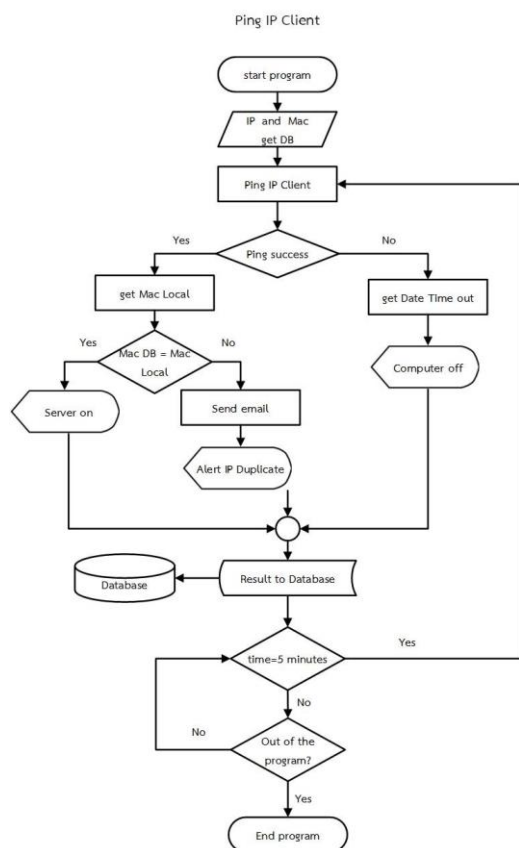 Ping IP Client
start program
IP and Mac
get DB
Ping IP Client
Yes
No
Ping success
get Mac Local
get Date Time out
Yes
No
Mac DB = Mac
Local
Computer off
Server on
Send email
Alert IP Duplicate
Result to Database
Database
Yes
time=5 minutes
No
No
Out of the
program?
Yes
End program